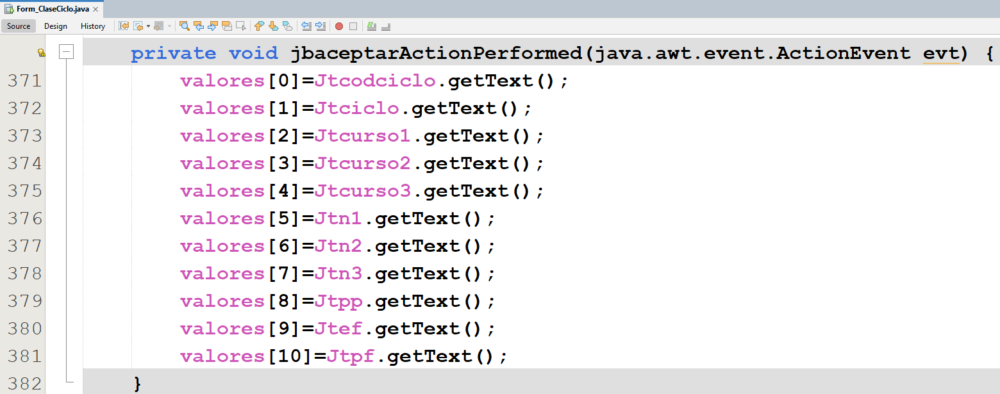 Form_ClaseCiclo.java
Source Design History
private void jbaceptarActionPerformed(java.awt.event.ActionEvent evt) {
371 valores[0]=Jtcodciclo.getText();
372 valores[1]=Jtciclo.getText();
373 valores[2]=Jtcurso1.getText();
374 valores[3]=Jtcurso2.getText();
375 valores[4]=Jtcurso3.getText();
376 valores[5]=Jtn1.getText();
377 valores[6]=Jtn2.getText();
378 valores[7]=Jtn3.getText();
379 valores[8]=Jtpp.getText();
380 valores[9]=Jtef.getText();
381 valores[10]=Jtpf.getText();
382 }